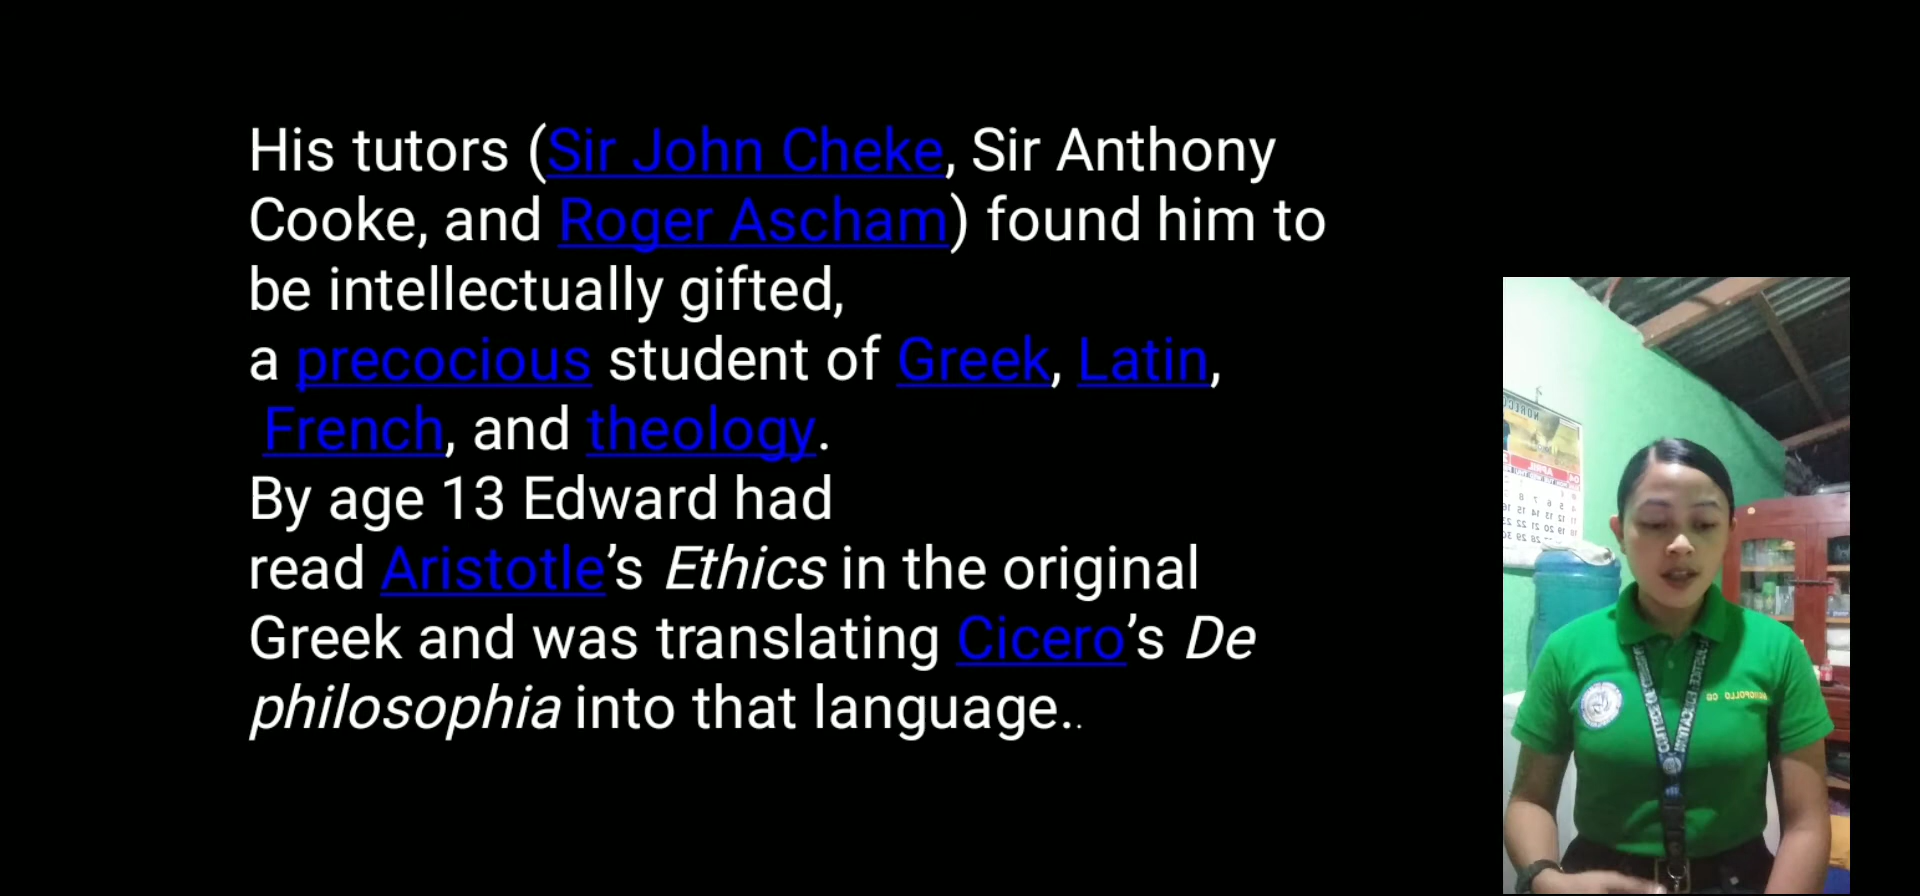 His tutors (Sir John Cheke, Sir Anthony
Cooke, and Roger Ascham) found him to
be intellectually gifted,
a precocious student of Greek, Latin,
French, and theology.
By age 13 Edward had
read Aristotle’s Ethics in the original
Greek and was translating Cicero’s De
philosophia into that language..
APRIL